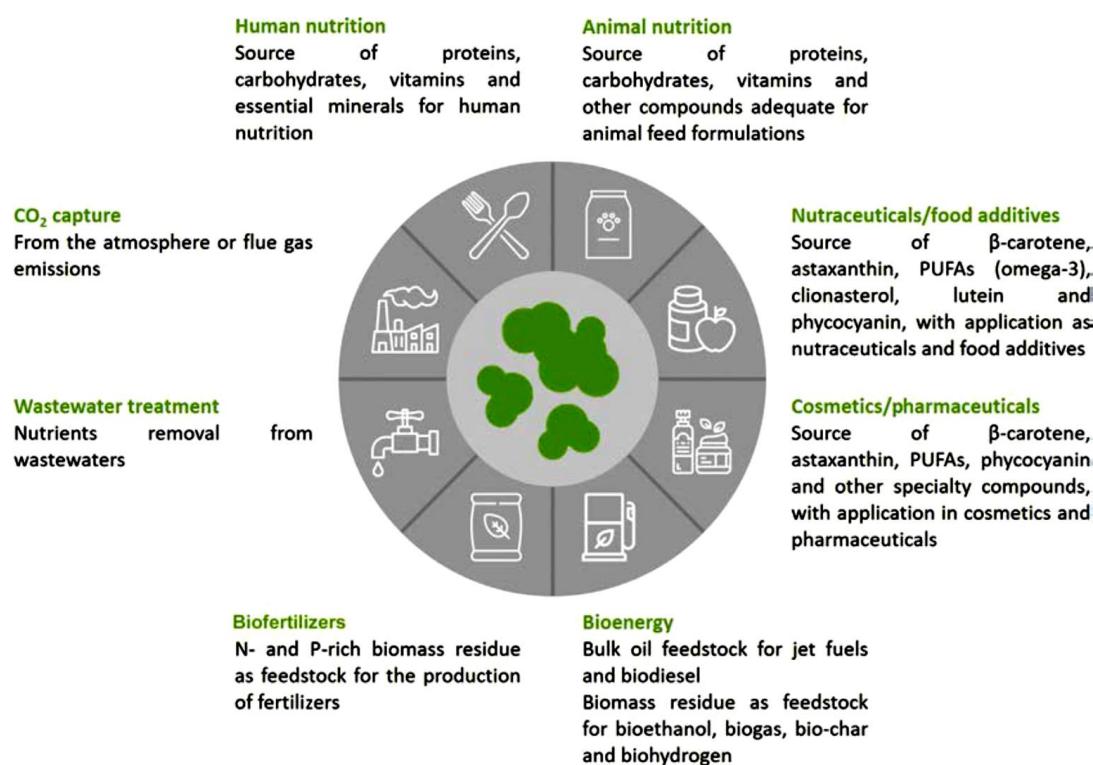 Human nutrition
Source of proteins,
carbohydrates, vitamins and
essential minerals for human
nutrition
Animal nutrition
Source of proteins,
carbohydrates, vitamins and
other compounds adequate for
animal feed formulations
CO₂ capture
From the atmosphere or flue gas
emissions
Nutraceuticals/food additives
Source of β-carotene,
astaxanthin, PUFAs (omega-3),
clionasterol, lutein and
phycocyanin, with application as
nutraceuticals and food additives
Wastewater treatment
Nutrients removal from
wastewaters
Cosmetics/pharmaceuticals
Source of β-carotene,
astaxanthin, PUFAs, phycocyanin
and other specialty compounds,
with application in cosmetics and
pharmaceuticals
Biofertilizers
N- and P-rich biomass residue
as feedstock for the production
of fertilizers
Bioenergy
Bulk oil feedstock for jet fuels
and biodiesel
Biomass residue as feedstock
for bioethanol, biogas, bio-char
and biohydrogen